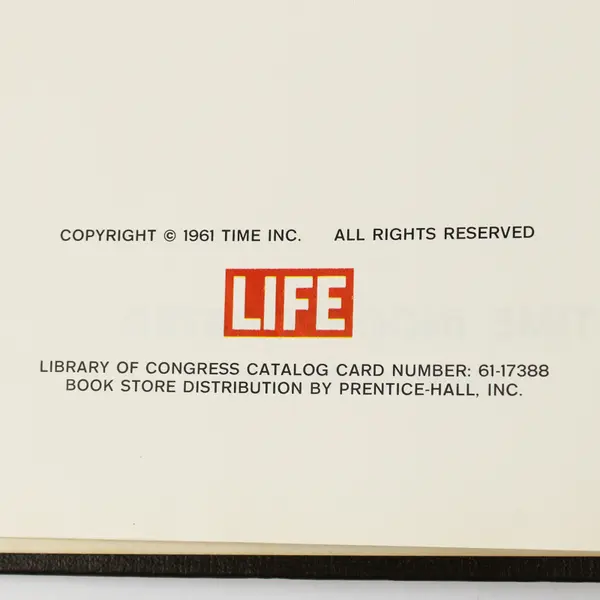 COPYRIGHT © 1961 TIME INC. ALL RIGHTS RESERVED
LIFE
LIBRARY OF CONGRESS CATALOG CARD NUMBER: 61-17388
BOOK STORE DISTRIBUTION BY PRENTICE-HALL, INC.